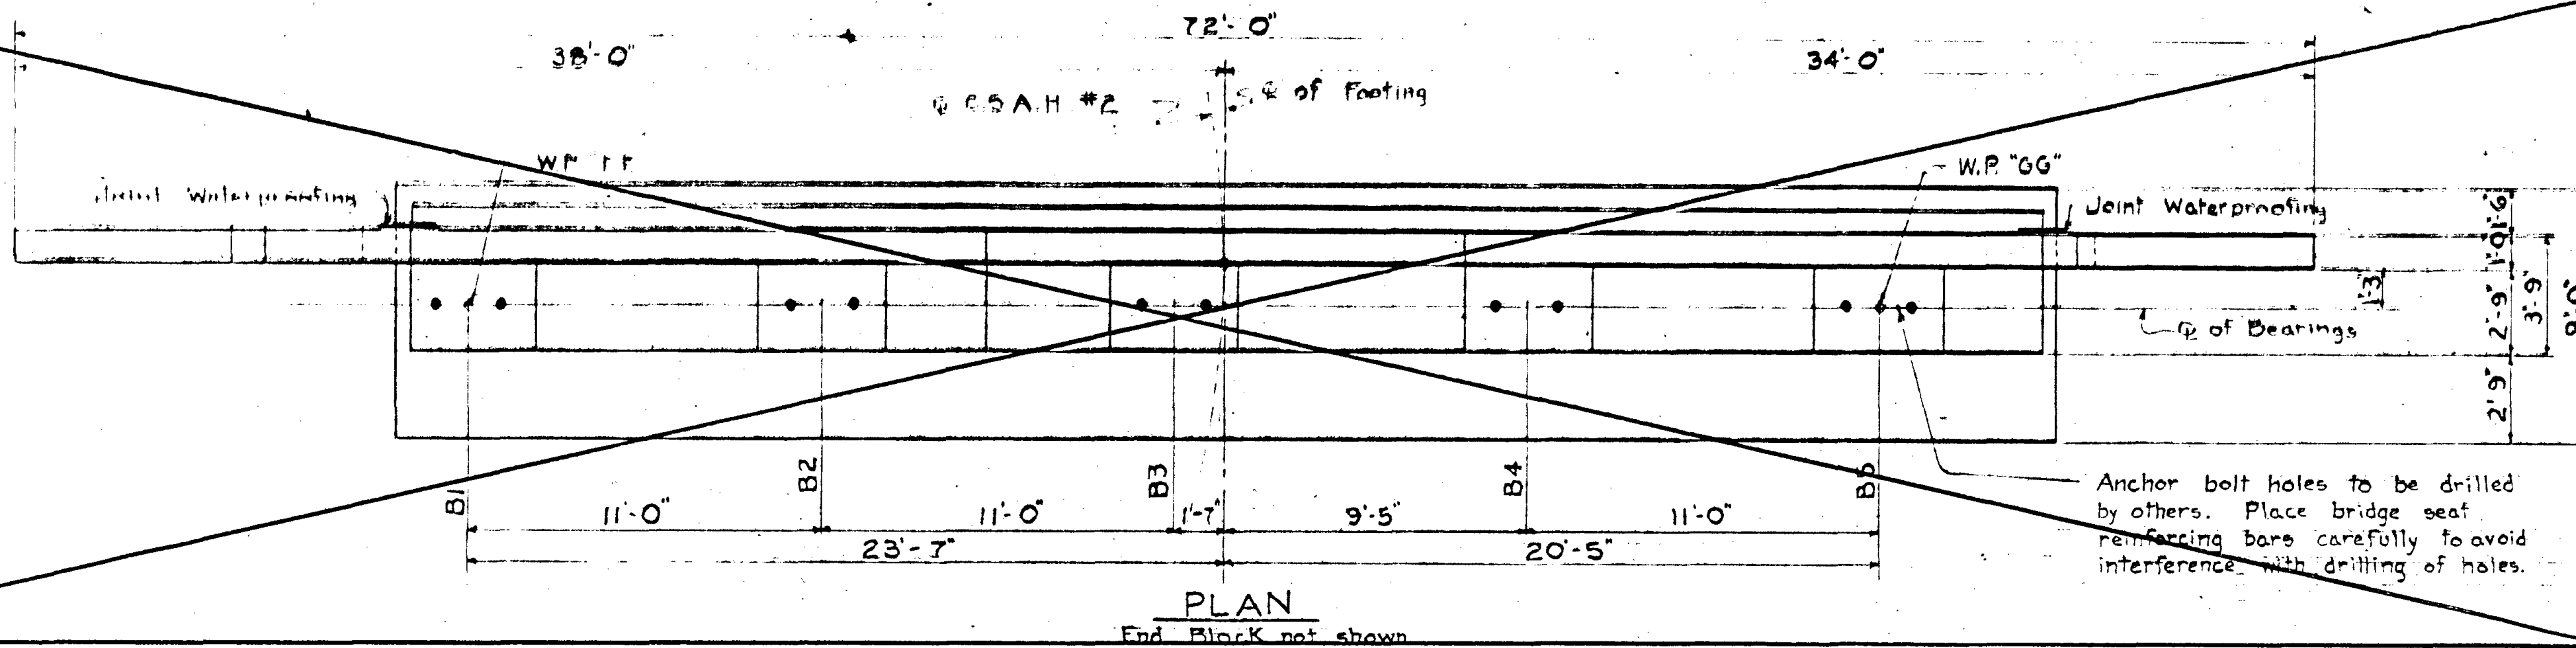 72'-0"
38'-0"
34'-0"
℄ C.S.A.H. #2
℄ of Footing
W.P.
W.P. "GG"
Waterproofing
Joint Waterproofing
1'-6"
1'-0"
2'-9"
3'-9"
1'-3"
2'-9"
℄ of Bearings
B1
B2
B3
B4
B5
11'-0"
11'-0"
1'-7"
9'-5"
11'-0"
23'-7"
20'-5"
Anchor bolt holes to be drilled
by others. Place bridge seat
reinforcing bars carefully to avoid
interference with drilling of holes.
PLAN
End Block not shown